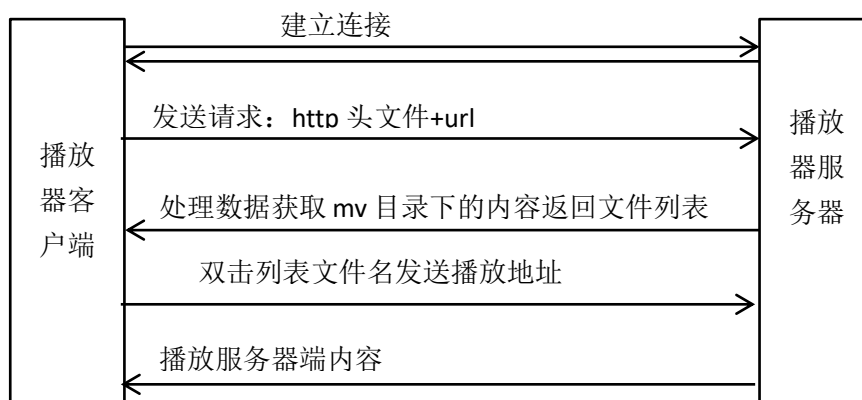 建立连接
发送请求：http 头文件+url
处理数据获取 mv 目录下的内容返回文件列表
双击列表文件名发送播放地址
播放服务器端内容
播放
器客
户端
播放
器服
务器